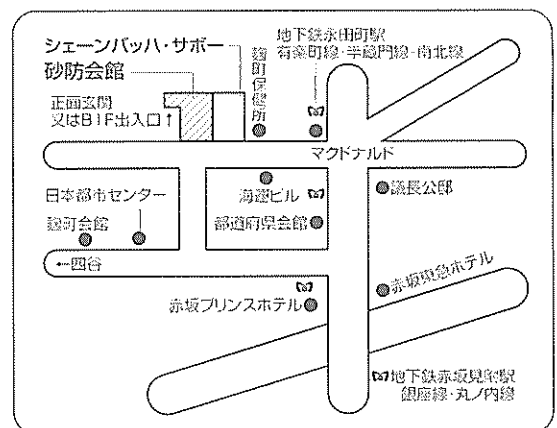 シェーンバッハ・サボー
砂防会館
正面玄関
又はB1F出入口↑
麹町保健所
地下鉄永田町駅
有楽町線・半蔵門線・南北線
マクドナルド
日本都市センター
麹町会館
海運ビル
都道府県会館
議長公邸
←四谷
赤坂プリンスホテル
赤坂東急ホテル
地下鉄赤坂見附駅
銀座線・丸ノ内線